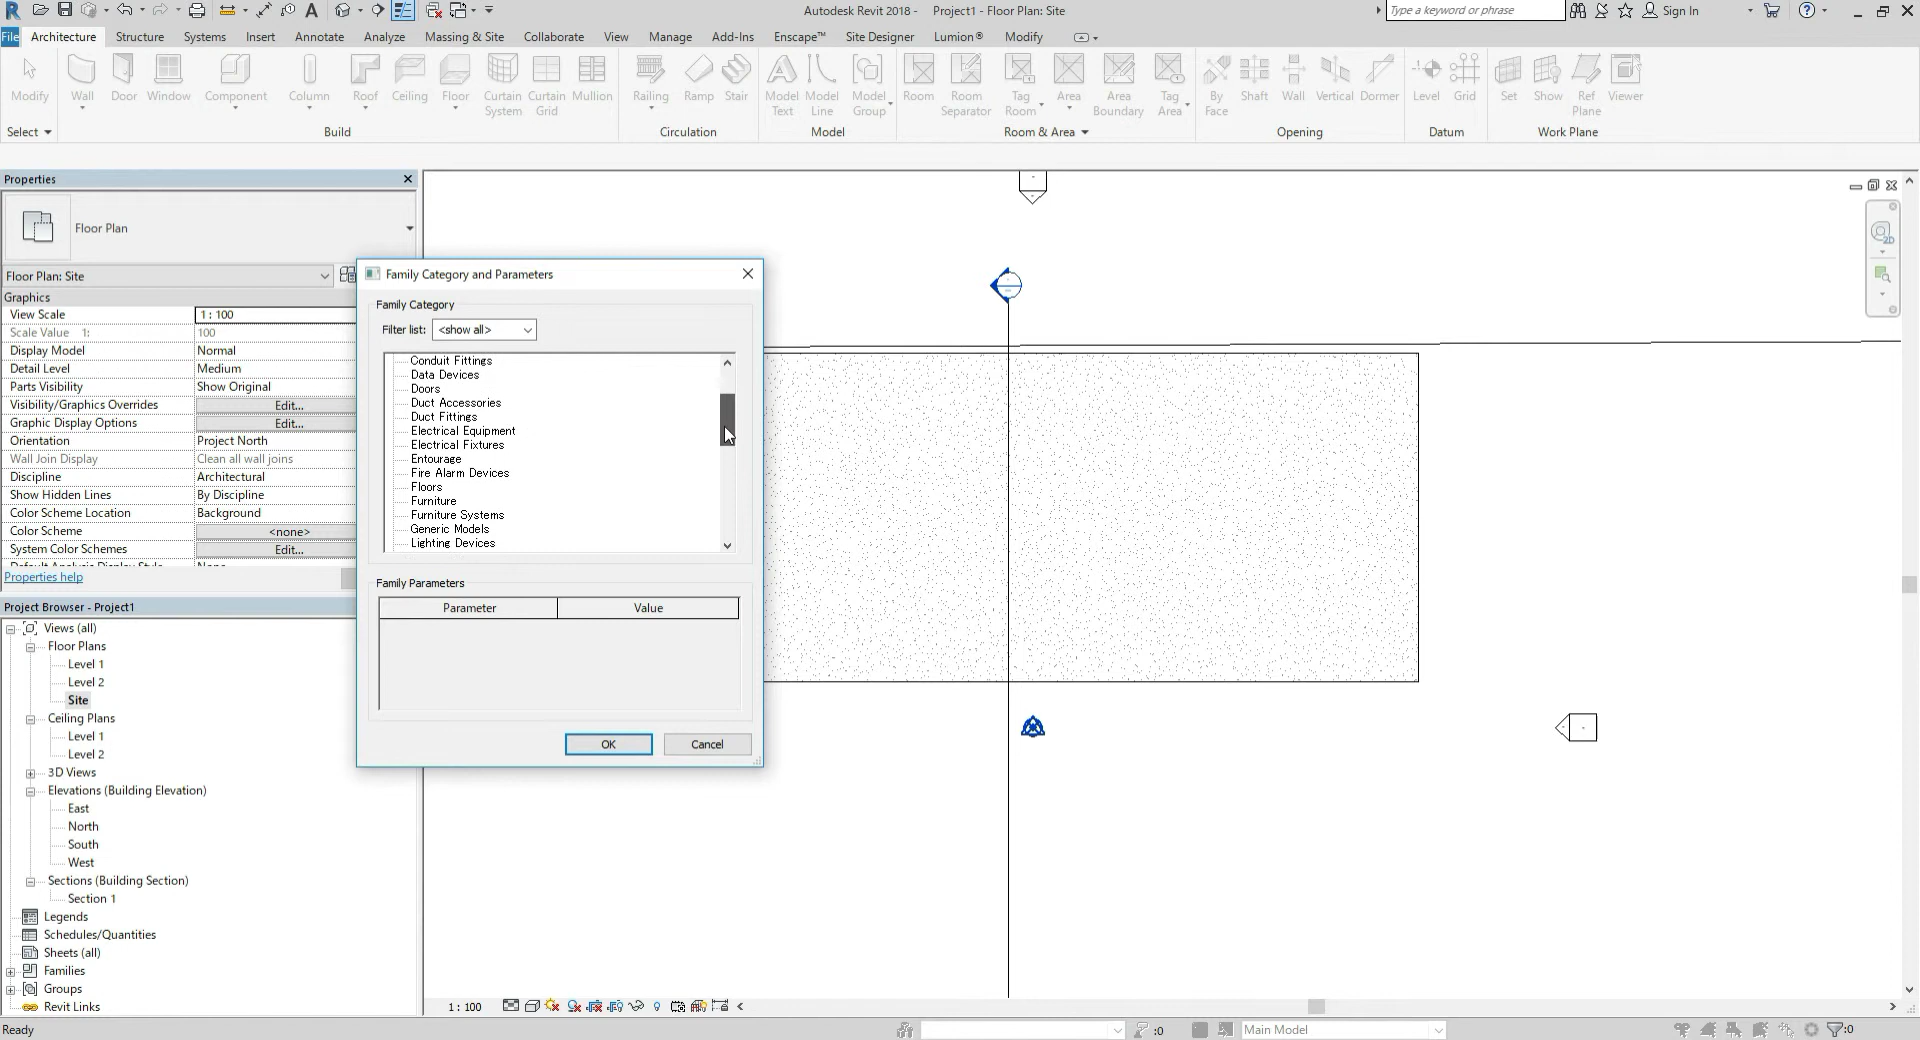 Autodesk Revit 2018 - Project1 - Floor Plan: Site
Type a keyword or phrase
Sign In
File Architecture Structure Systems Insert Annotate Analyze Massing & Site Collaborate View Manage Add-Ins Enscape™ Site Designer Lumion® Modify
Modify Wall Door Window Component Column Roof Ceiling Floor Curtain System Curtain Grid Mullion Railing Ramp Stair Model Text Model Line Model Group Room Room Separator Tag Room Area Area Boundary Tag Area By Face Shaft Wall Vertical Dormer Level Grid Set Show Ref Plane Viewer
Select Build Circulation Model Room & Area Opening Datum Work Plane
Properties
Floor Plan
Floor Plan: Site
Graphics
View Scale 1 : 100
Scale Value 1: 100
Display Model Normal
Detail Level Medium
Parts Visibility Show Original
Visibility/Graphics Overrides Edit...
Graphic Display Options Edit...
Orientation Project North
Wall Join Display Clean all wall joins
Discipline Architectural
Show Hidden Lines By Discipline
Color Scheme Location Background
Color Scheme <none>
System Color Schemes Edit...
Properties help
Project Browser - Project1
Views (all)
Floor Plans
Level 1
Level 2
Site
Ceiling Plans
Level 1
Level 2
3D Views
Elevations (Building Elevation)
East
North
South
West
Sections (Building Section)
Section 1
Legends
Schedules/Quantities
Sheets (all)
Families
Groups
Revit Links
Family Category and Parameters
Family Category
Filter list: <show all>
Conduit Fittings
Data Devices
Doors
Duct Accessories
Duct Fittings
Electrical Equipment
Electrical Fixtures
Entourage
Fire Alarm Devices
Floors
Furniture
Furniture Systems
Generic Models
Lighting Devices
Family Parameters
Parameter Value
OK Cancel
2D
1 : 100
Ready
:0
Main Model
:0